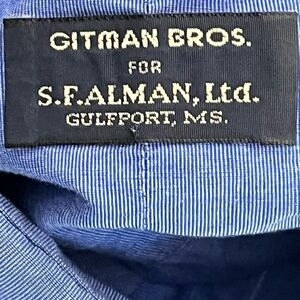 GITMAN BROS.
FOR
S.F.ALMAN, Ltd.
GULFPORT, MS.